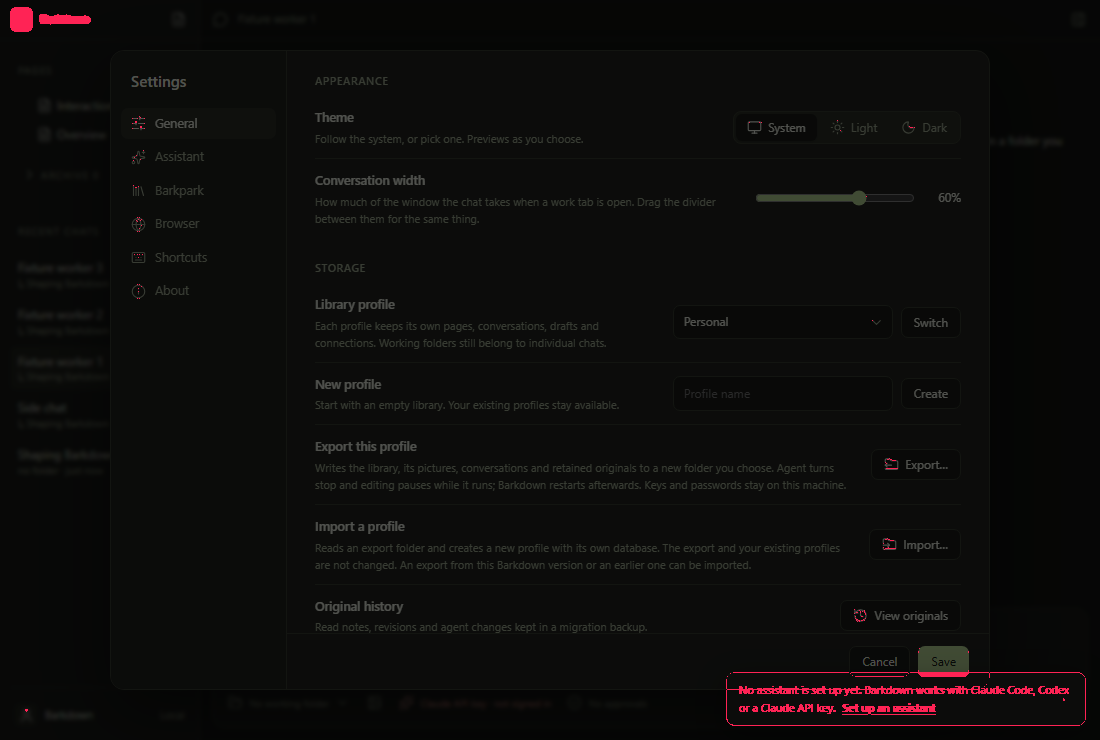 Settings
General
Assistant
Barkpark
Browser
Shortcuts
About
APPEARANCE
Theme
Follow the system, or pick one. Previews as you choose.
System
Light
Dark
Conversation width
How much of the window the chat takes when a work tab is open. Drag the divider
between them for the same thing.
60%
STORAGE
Library profile
Each profile keeps its own pages, conversations, drafts and
connections. Working folders still belong to individual chats.
Personal
Switch
New profile
Start with an empty library. Your existing profiles stay available.
Profile name
Create
Export this profile
Writes the library, its pictures, conversations and retained originals to a new folder you choose. Agent turns
stop and editing pauses while it runs; Barkdown restarts afterwards. Keys and passwords stay on this machine.
Export...
Import a profile
Reads an export folder and creates a new profile with its own database. The export and your existing profiles
are not changed. An export from this Barkdown version or an earlier one can be imported.
Import...
Original history
Read notes, revisions and agent changes kept in a migration backup.
View originals
Cancel
Save
No assistant is set up yet. Barkdown works with Claude Code, Codex
or a Claude API key. Set up an assistant